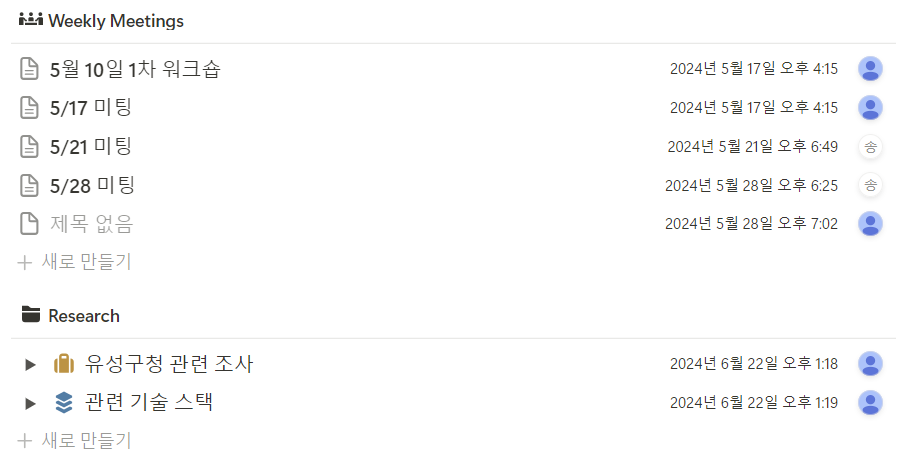 Weekly Meetings
5월 10일 1차 워크숍 2024년 5월 17일 오후 4:15
5/17 미팅 2024년 5월 17일 오후 4:15
5/21 미팅 2024년 5월 21일 오후 6:49 송
5/28 미팅 2024년 5월 28일 오후 6:25 송
제목 없음 2024년 5월 28일 오후 7:02
+ 새로 만들기
Research
유성구청 관련 조사 2024년 6월 22일 오후 1:18
관련 기술 스택 2024년 6월 22일 오후 1:19
+ 새로 만들기